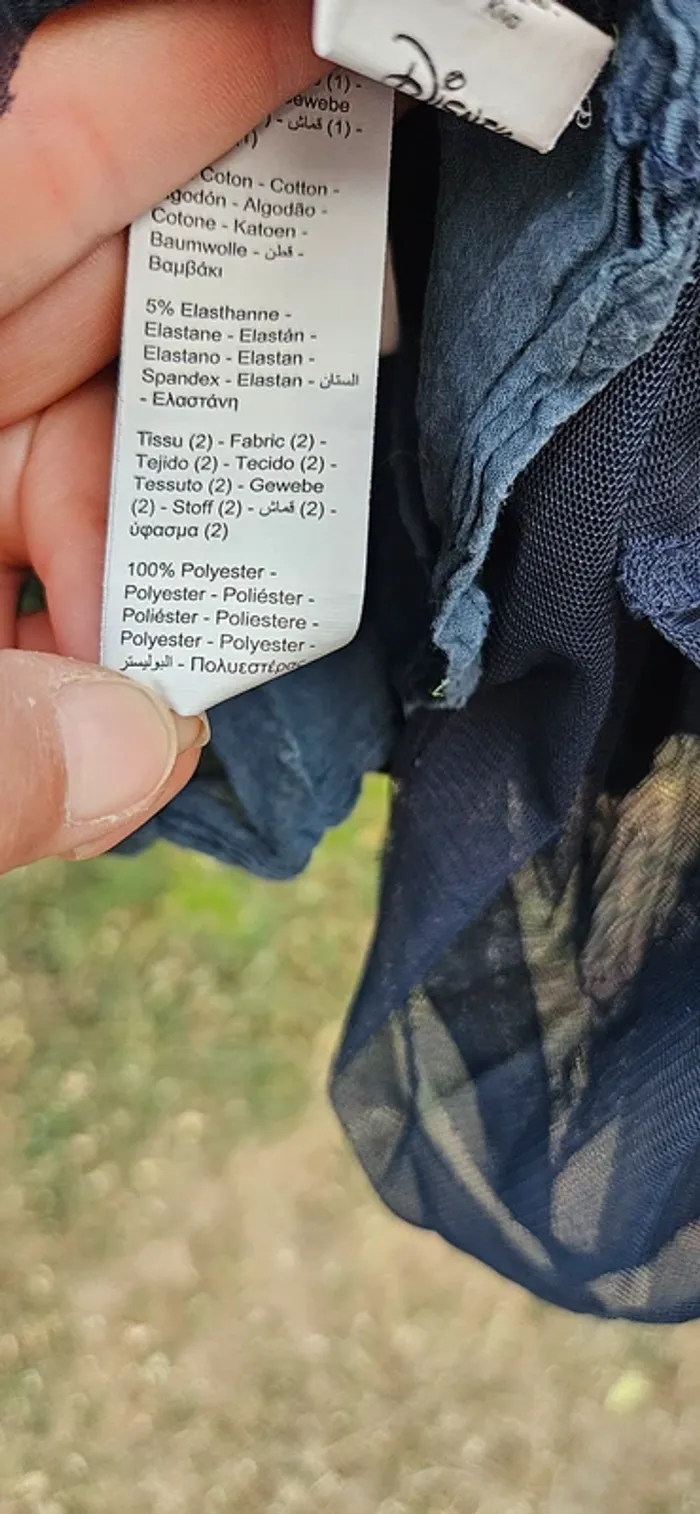 Disney
(1) -
Gewebe
قماش (1) -
Coton - Cotton -
Algodón - Algodão -
Cotone - Katoen -
Baumwolle - قطن -
Βαμβάκι
5% Elasthanne -
Elastane - Elastán -
Elastano - Elastan -
Spandex - Elastan - الستان
- Ελαστάνη
Tissu (2) - Fabric (2) -
Tejido (2) - Tecido (2) -
Tessuto (2) - Gewebe
(2) - Stoff (2) - قماش (2) -
ύφασμα (2)
100% Polyester -
Polyester - Poliéster -
Poliéster - Poliestere -
Polyester - Polyester -
البوليستر - Πολυεστέρας